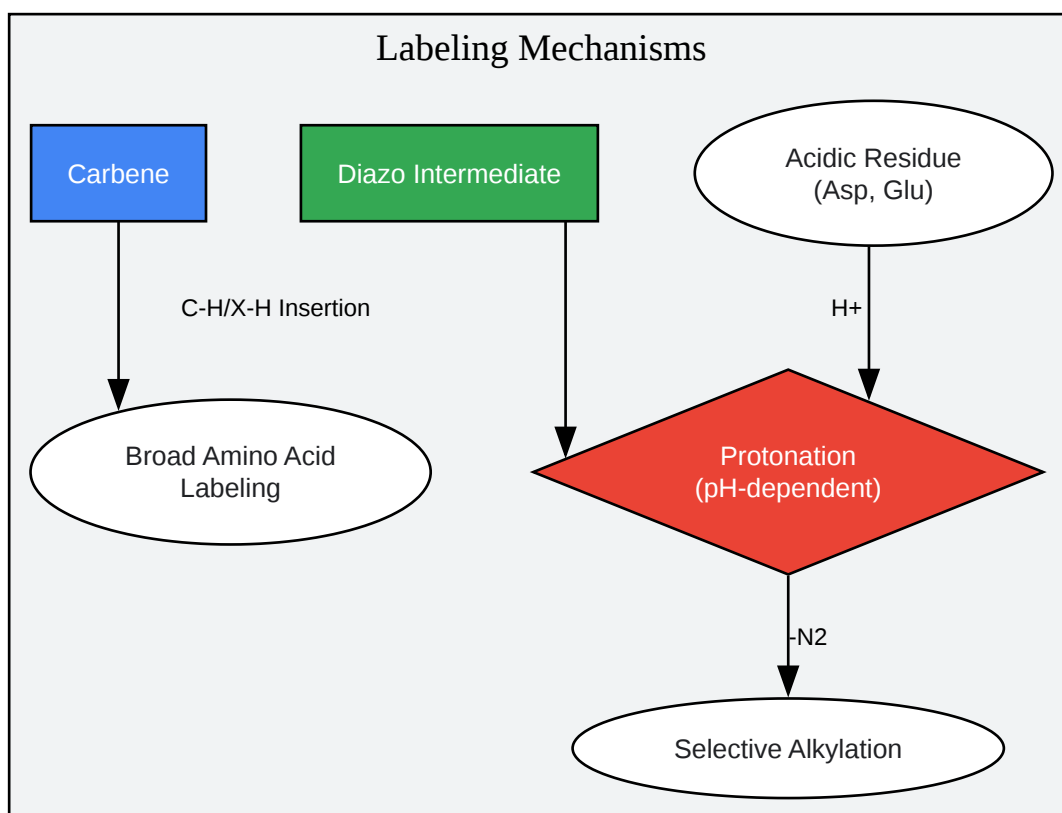 Labeling Mechanisms
Carbene
Diazo Intermediate
Acidic Residue
(Asp, Glu)
C-H/X-H Insertion
H+
Broad Amino Acid
Labeling
Protonation
(pH-dependent)
-N2
Selective Alkylation